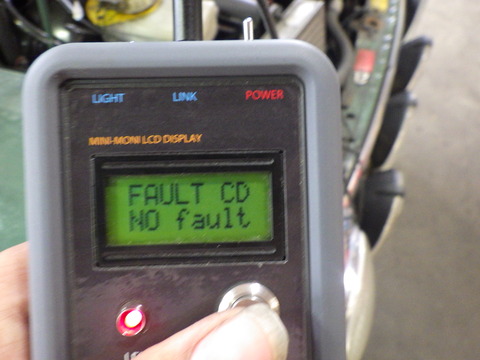 LIGHT LINK POWER
MINI-MONI LCD DISPLAY
FAULT CD
NO fault